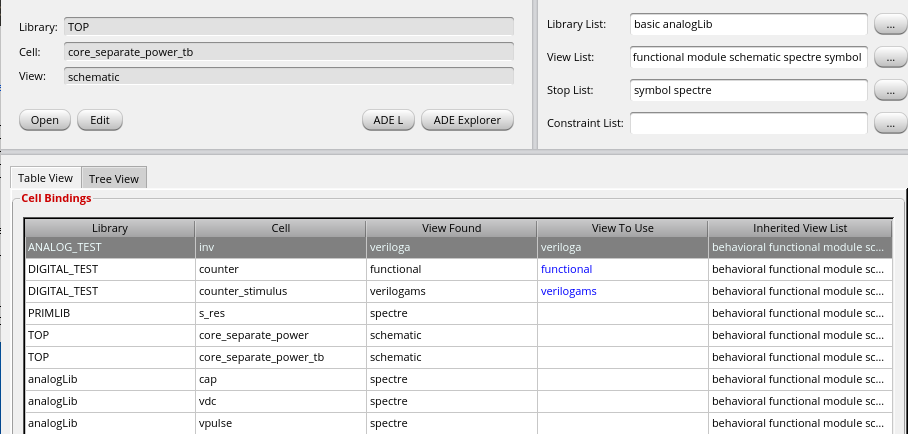 Library: TOP
Cell: core_separate_power_tb
View: schematic
Open Edit ADE L ADE Explorer
Library List: basic analogLib ...
View List: functional module schematic spectre symbol ...
Stop List: symbol spectre ...
Constraint List: ...
Table View Tree View
Cell Bindings
Library Cell View Found View To Use Inherited View List
ANALOG_TEST inv veriloga veriloga behavioral functional module sc...
DIGITAL_TEST counter functional functional behavioral functional module sc...
DIGITAL_TEST counter_stimulus verilogams verilogams behavioral functional module sc...
PRIMLIB s_res spectre behavioral functional module sc...
TOP core_separate_power schematic behavioral functional module sc...
TOP core_separate_power_tb schematic behavioral functional module sc...
analogLib cap spectre behavioral functional module sc...
analogLib vdc spectre behavioral functional module sc...
analogLib vpulse spectre behavioral functional module sc...